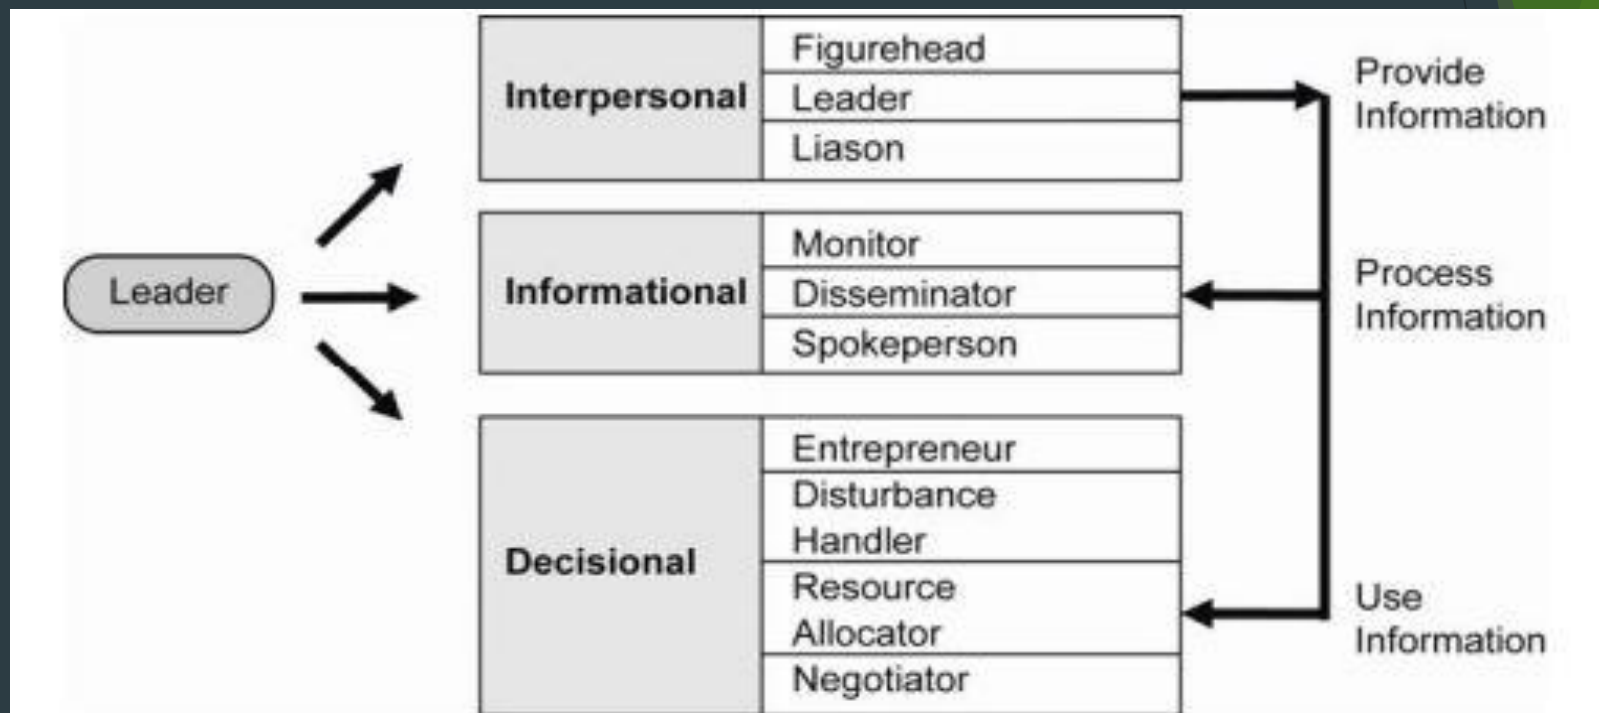 Leader
Interpersonal
Figurehead
Leader
Liason
Provide
Information
Informational
Monitor
Disseminator
Spokeperson
Process
Information
Decisional
Entrepreneur
Disturbance
Handler
Resource
Allocator
Negotiator
Use
Information